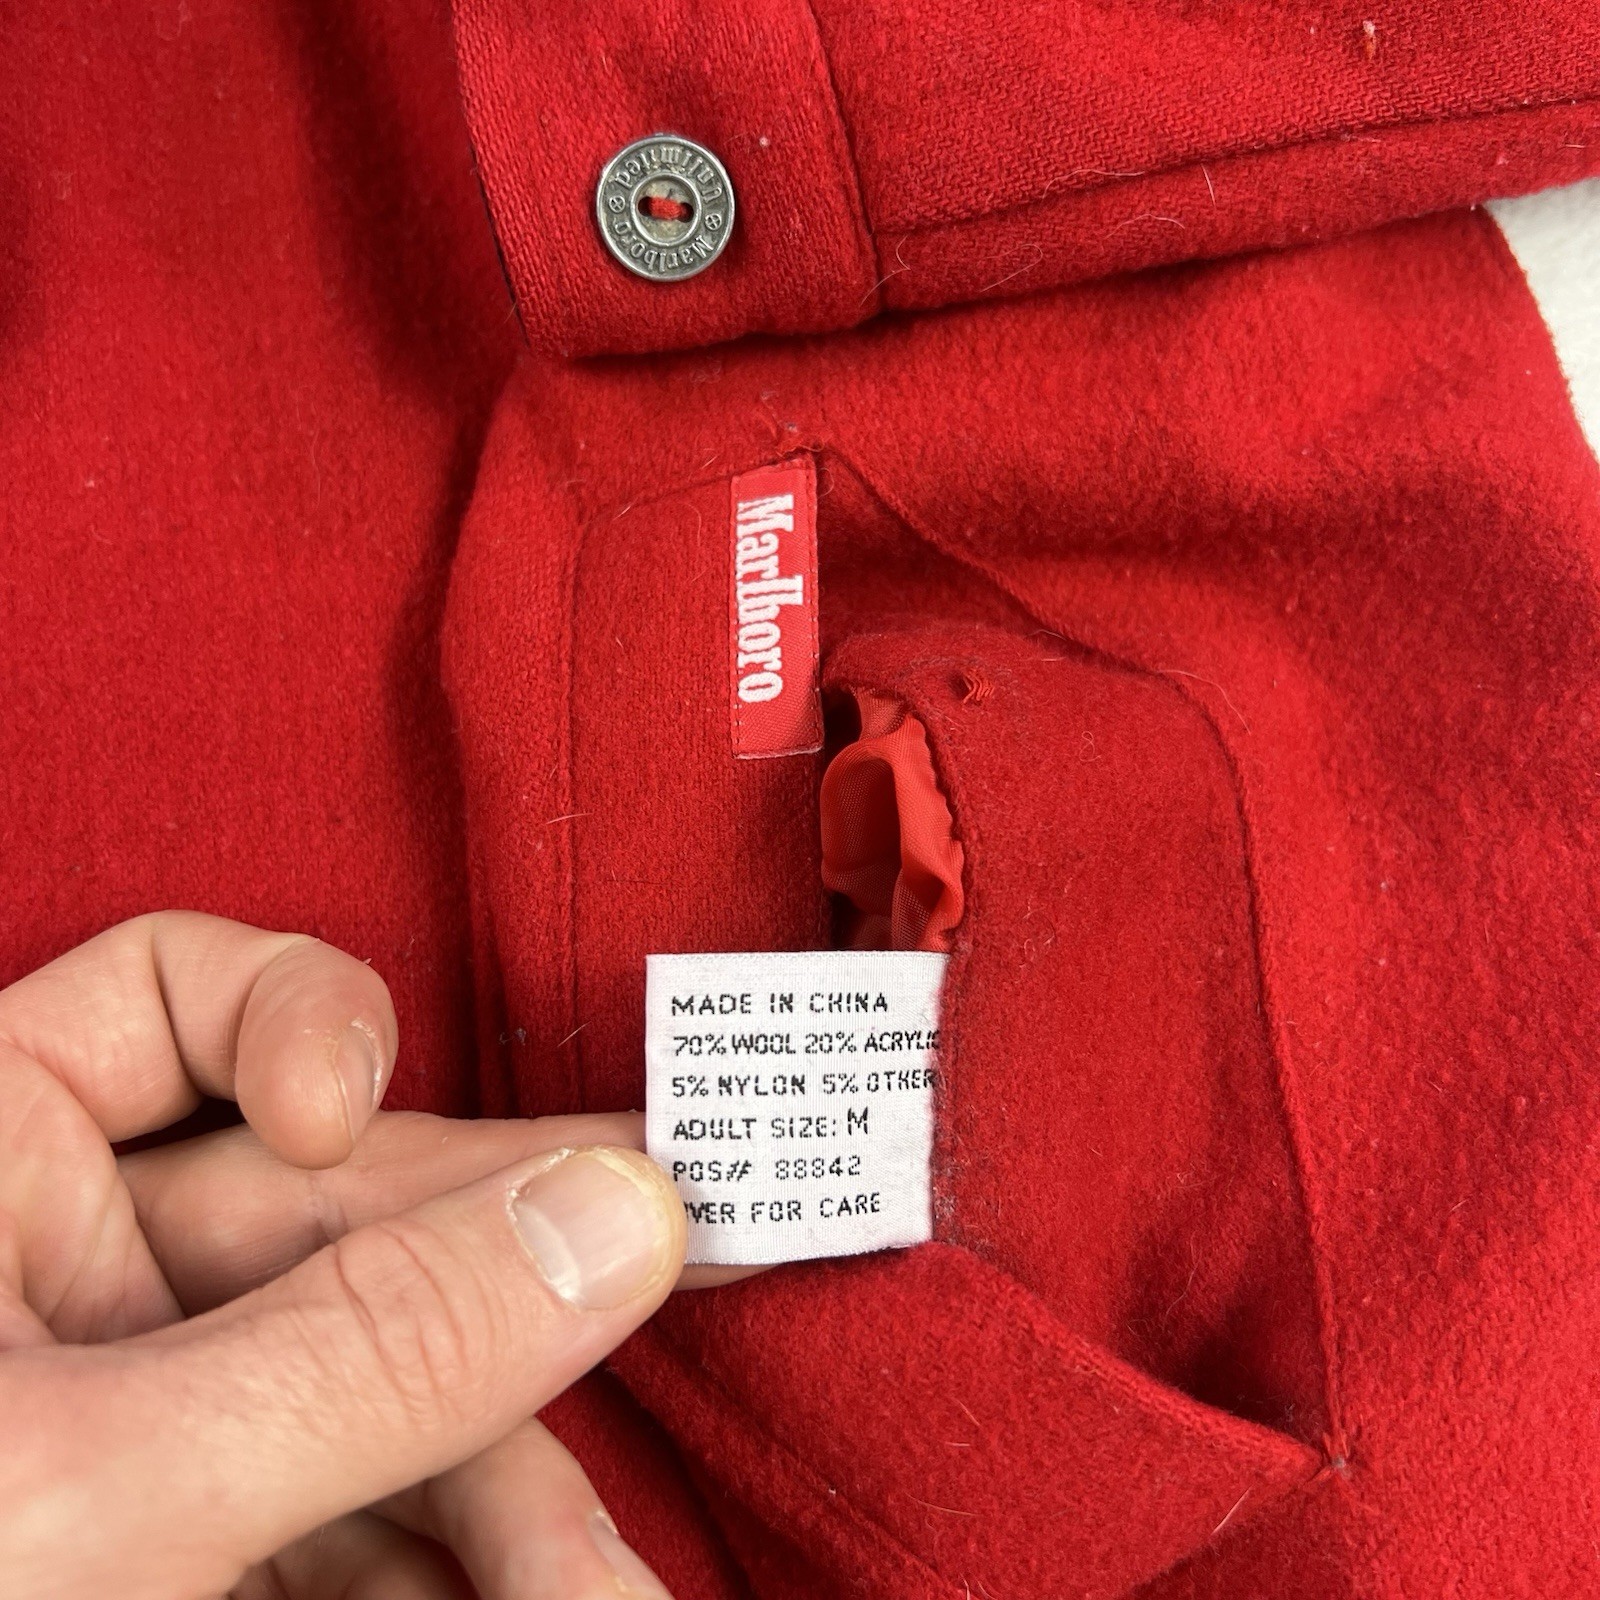 Marlboro Unlimited
Marlboro
MADE IN CHINA
70% WOOL 20% ACRYLIC
5% NYLON 5% OTHER
ADULT SIZE: M
POS# 88842
FOR CARE